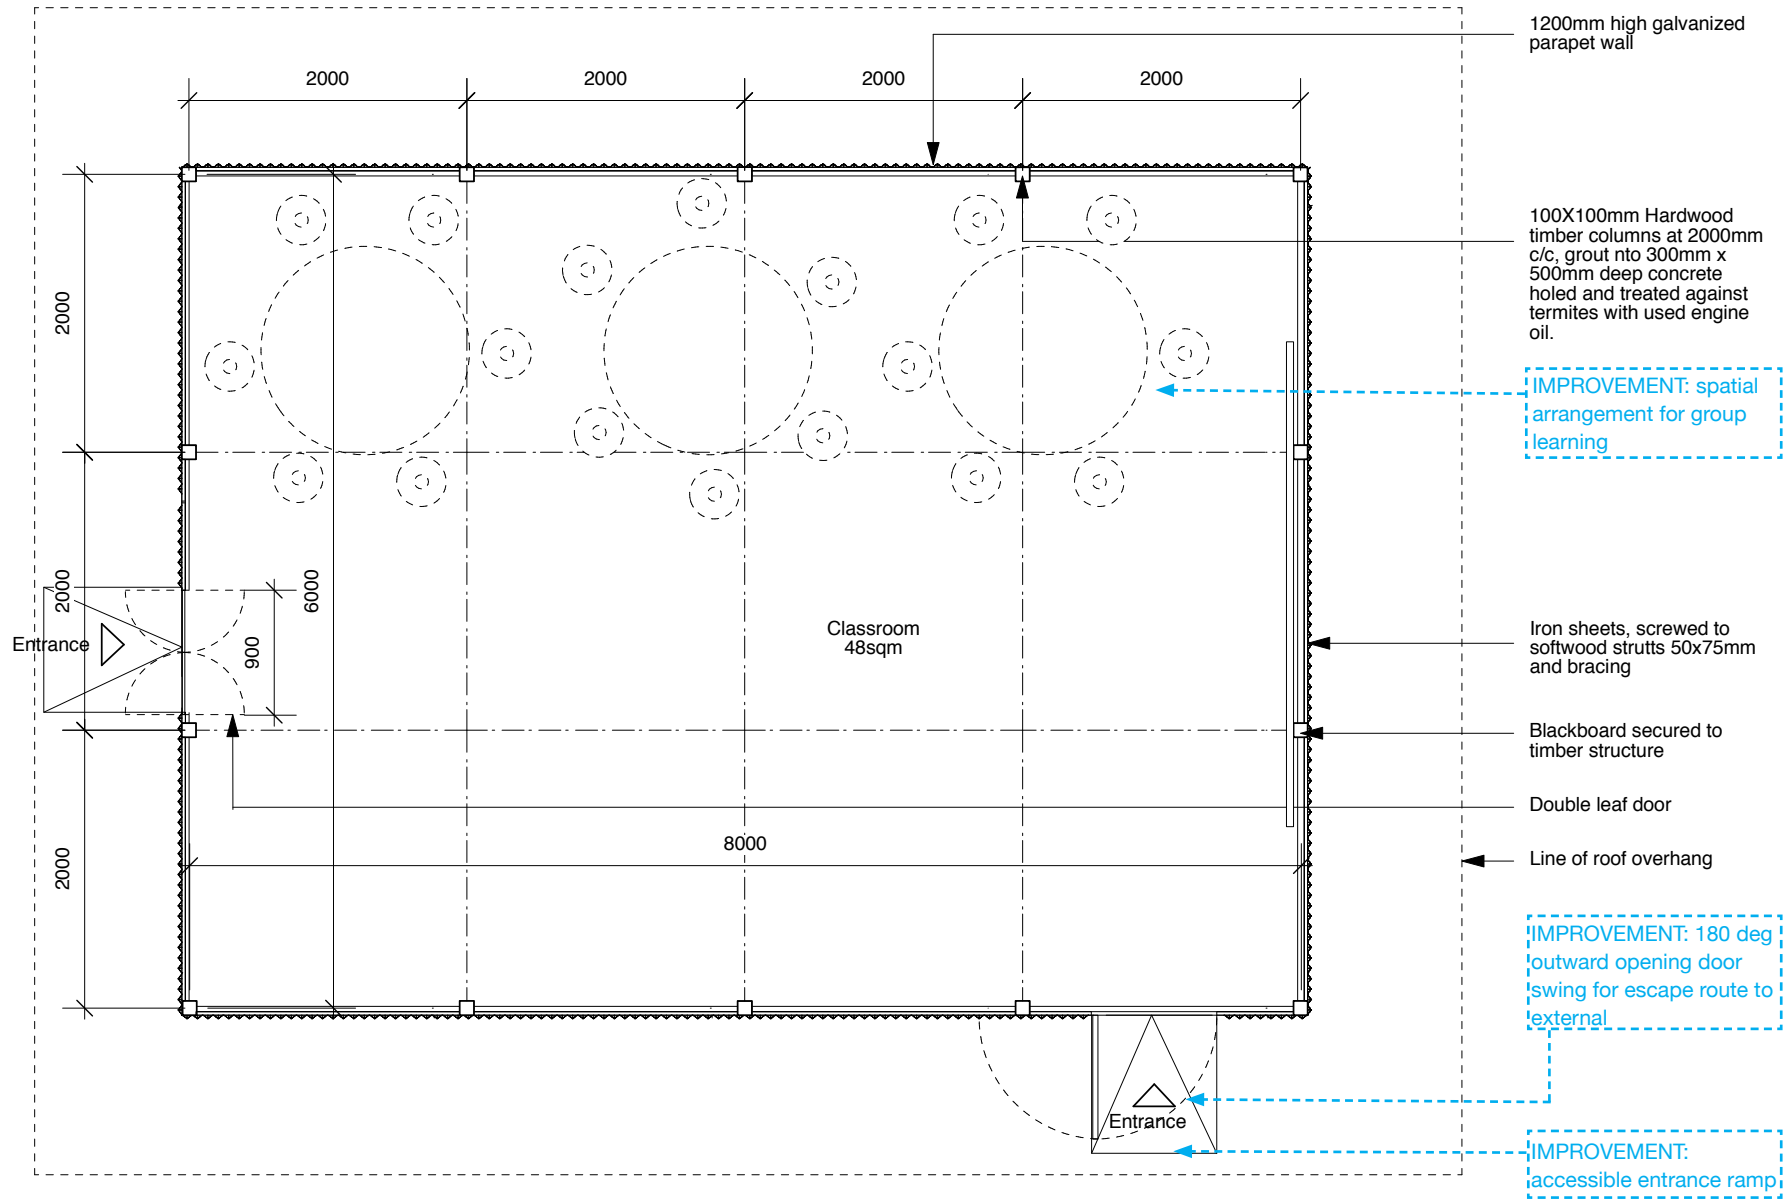 1200mm high galvanized
parapet wall
2000
2000
2000
2000
100X100mm Hardwood
timber columns at 2000mm
c/c, grout nto 300mm x
500mm deep concrete
holed and treated against
termites with used engine
oil.
2000
IMPROVEMENT: spatial
arrangement for group
learning
2000
6000
900
Entrance
Classroom
48sqm
Iron sheets, screwed to
softwood strutts 50x75mm
and bracing
Blackboard secured to
timber structure
Double leaf door
8000
2000
Line of roof overhang
IMPROVEMENT: 180 deg
outward opening door
swing for escape route to
external
Entrance
IMPROVEMENT:
accessible entrance ramp